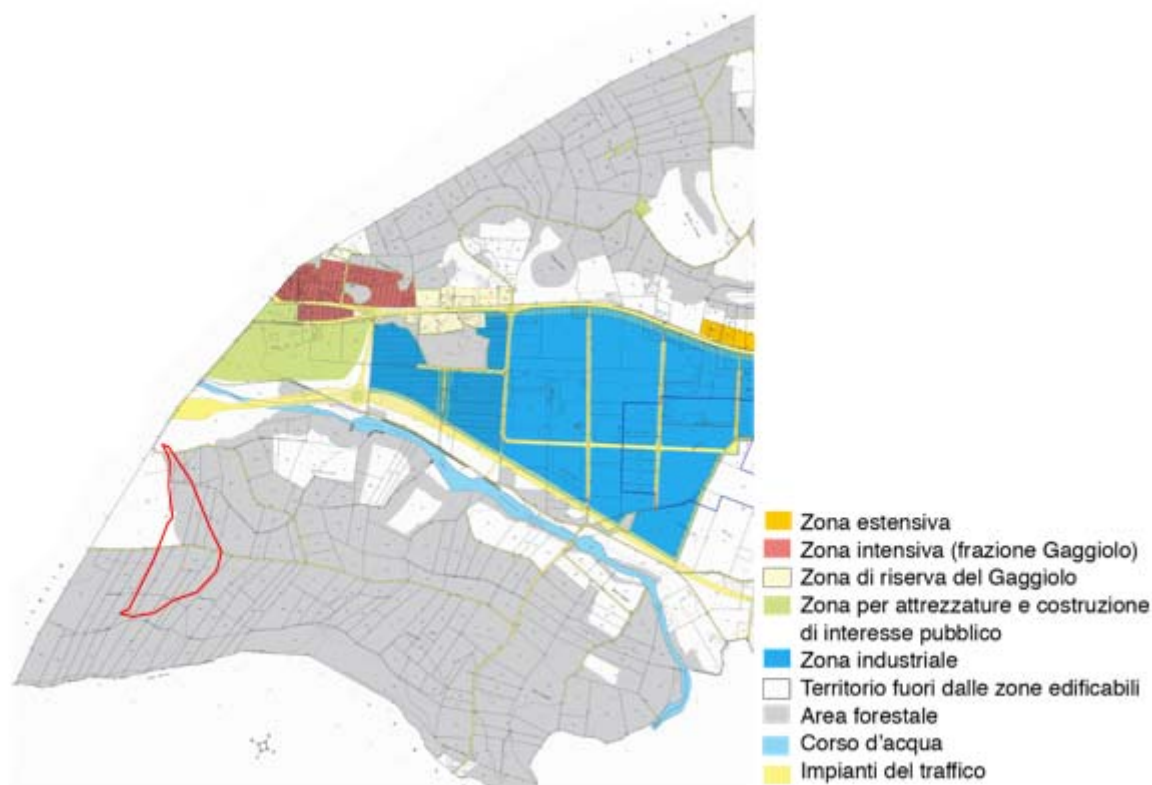 Zona estensiva
Zona intensiva (frazione Gaggiolo)
Zona di riserva del Gaggiolo
Zona per attrezzature e costruzione
di interesse pubblico
Zona industriale
Territorio fuori dalle zone edificabili
Area forestale
Corso d'acqua
Impianti del traffico